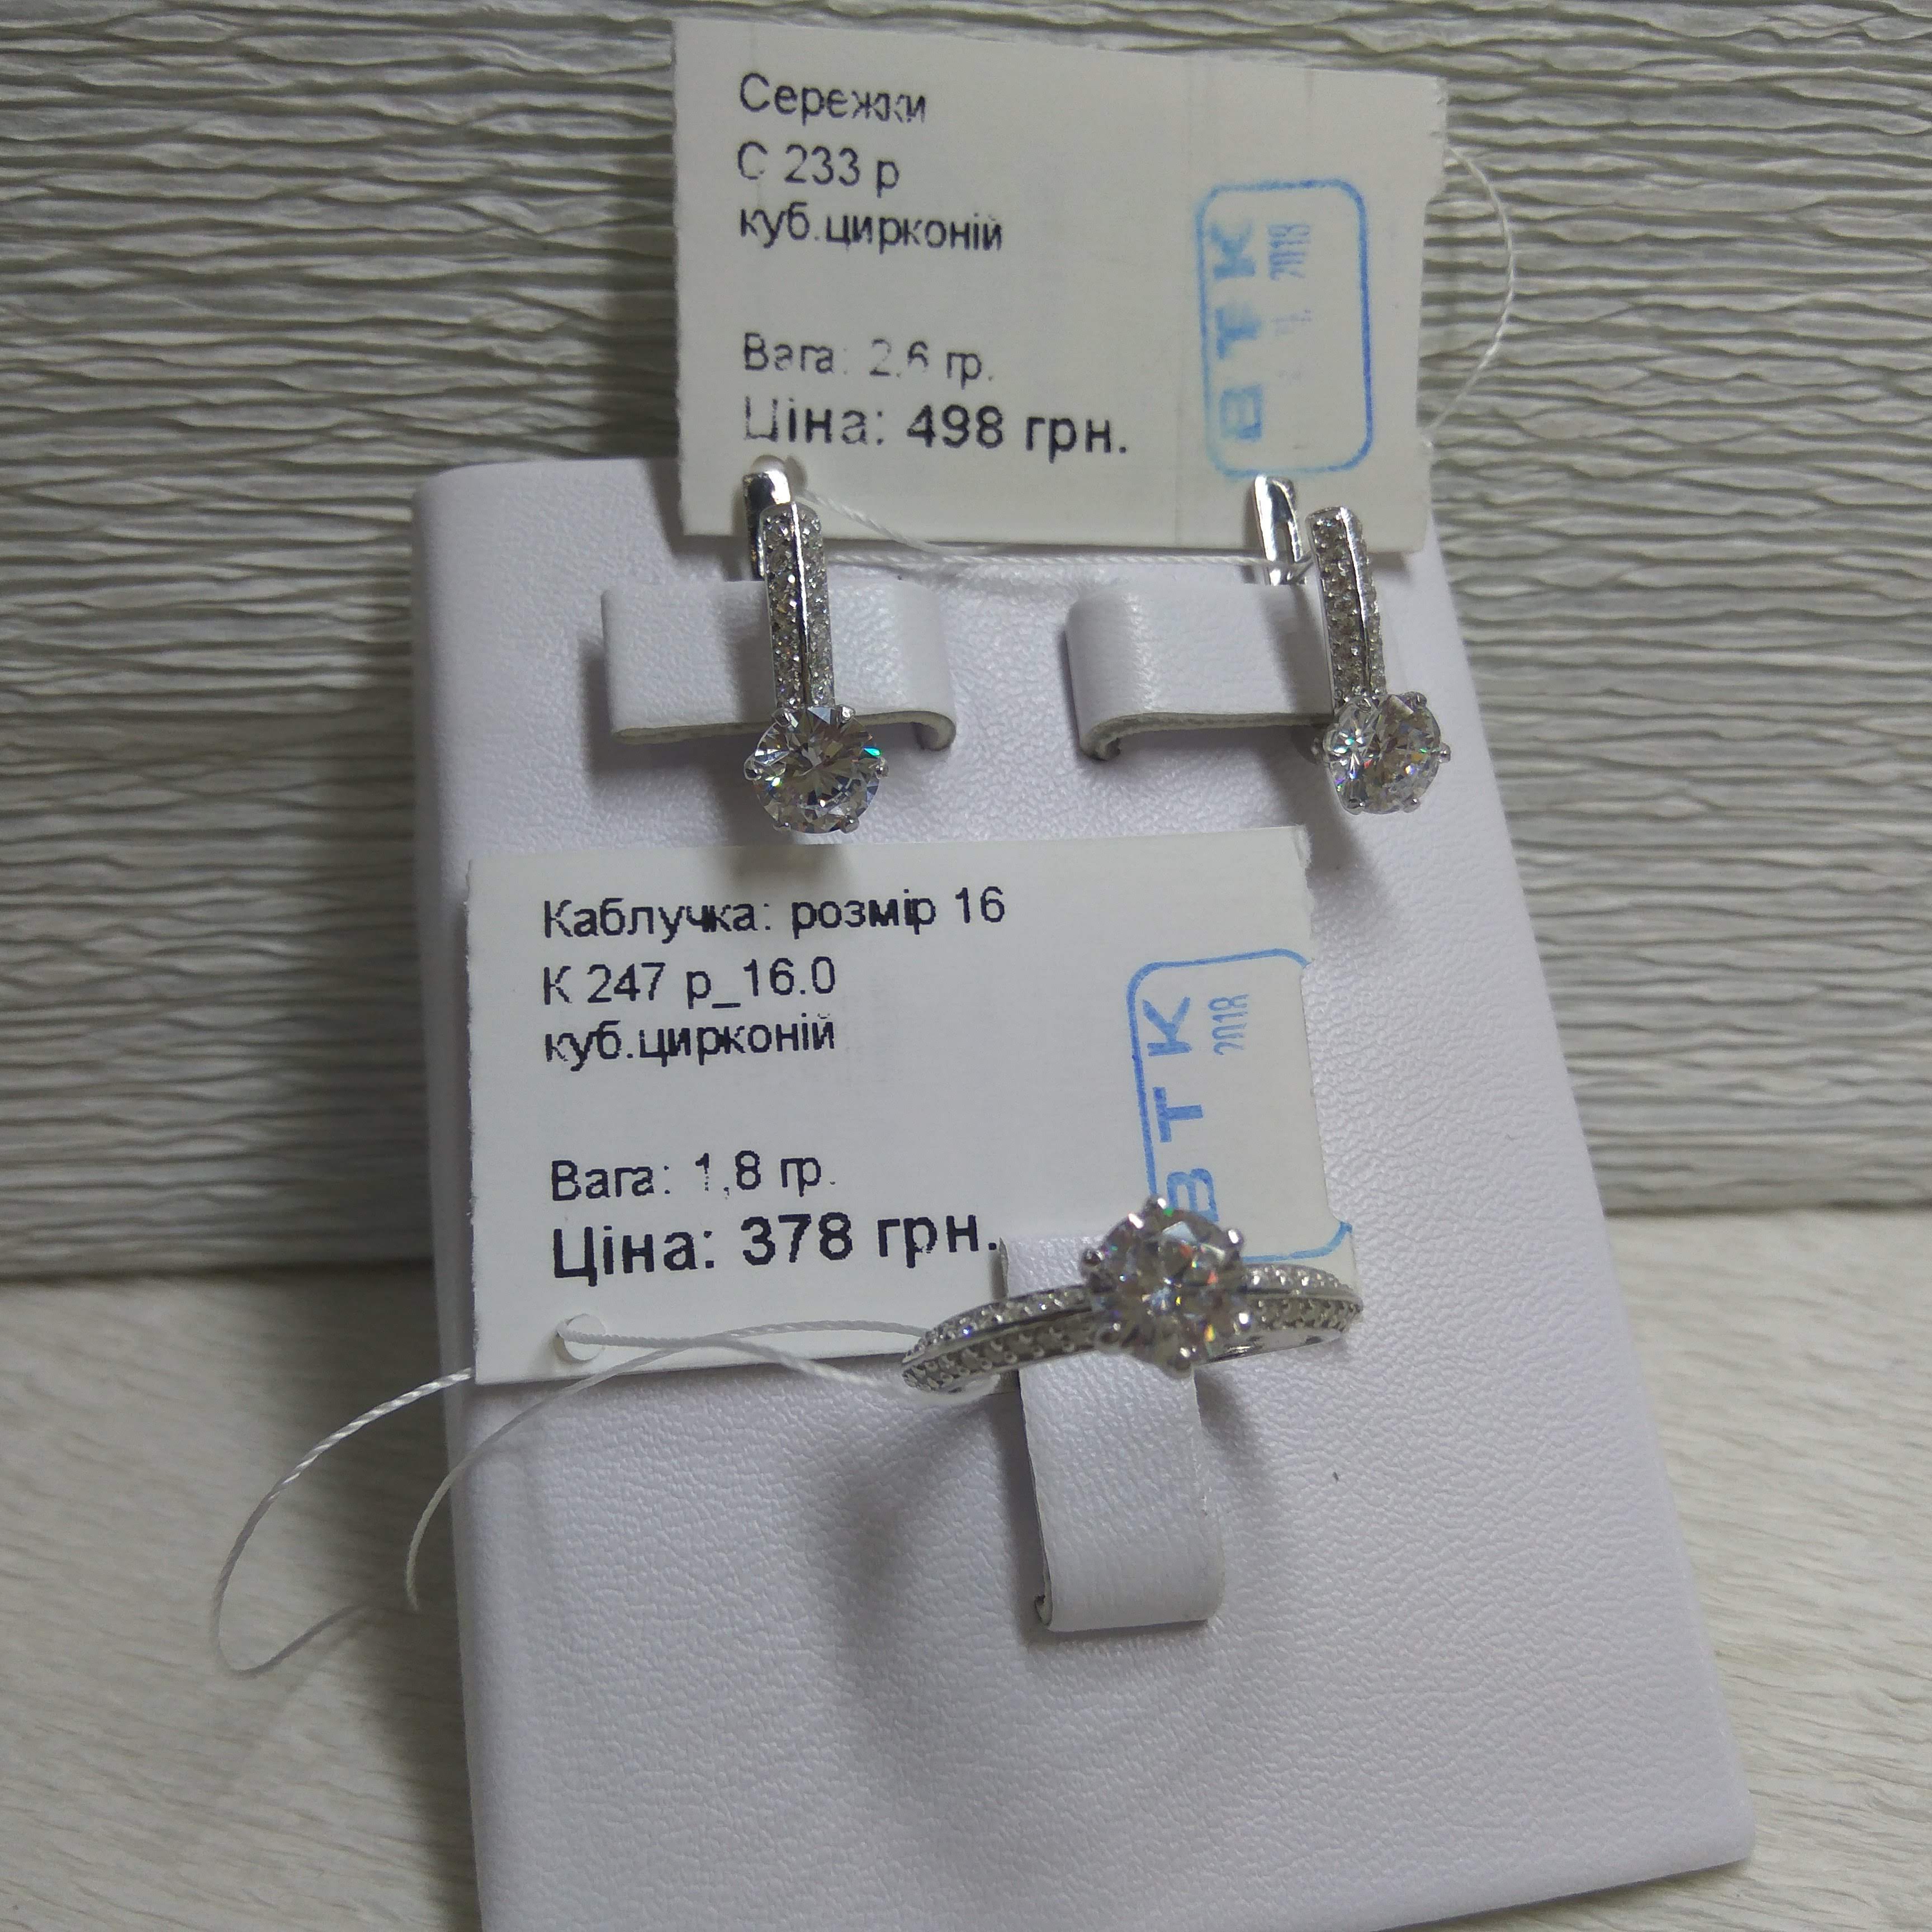 Сережки
С 233 р
куб.цирконій
Вага: 2.6 гр.
Ціна: 498 грн.
ВТК
2018
Каблучка: розмір 16
К 247 р_16.0
куб.цирконій
Вага: 1,8 гр.
Ціна: 378 грн.
ВТК
2018